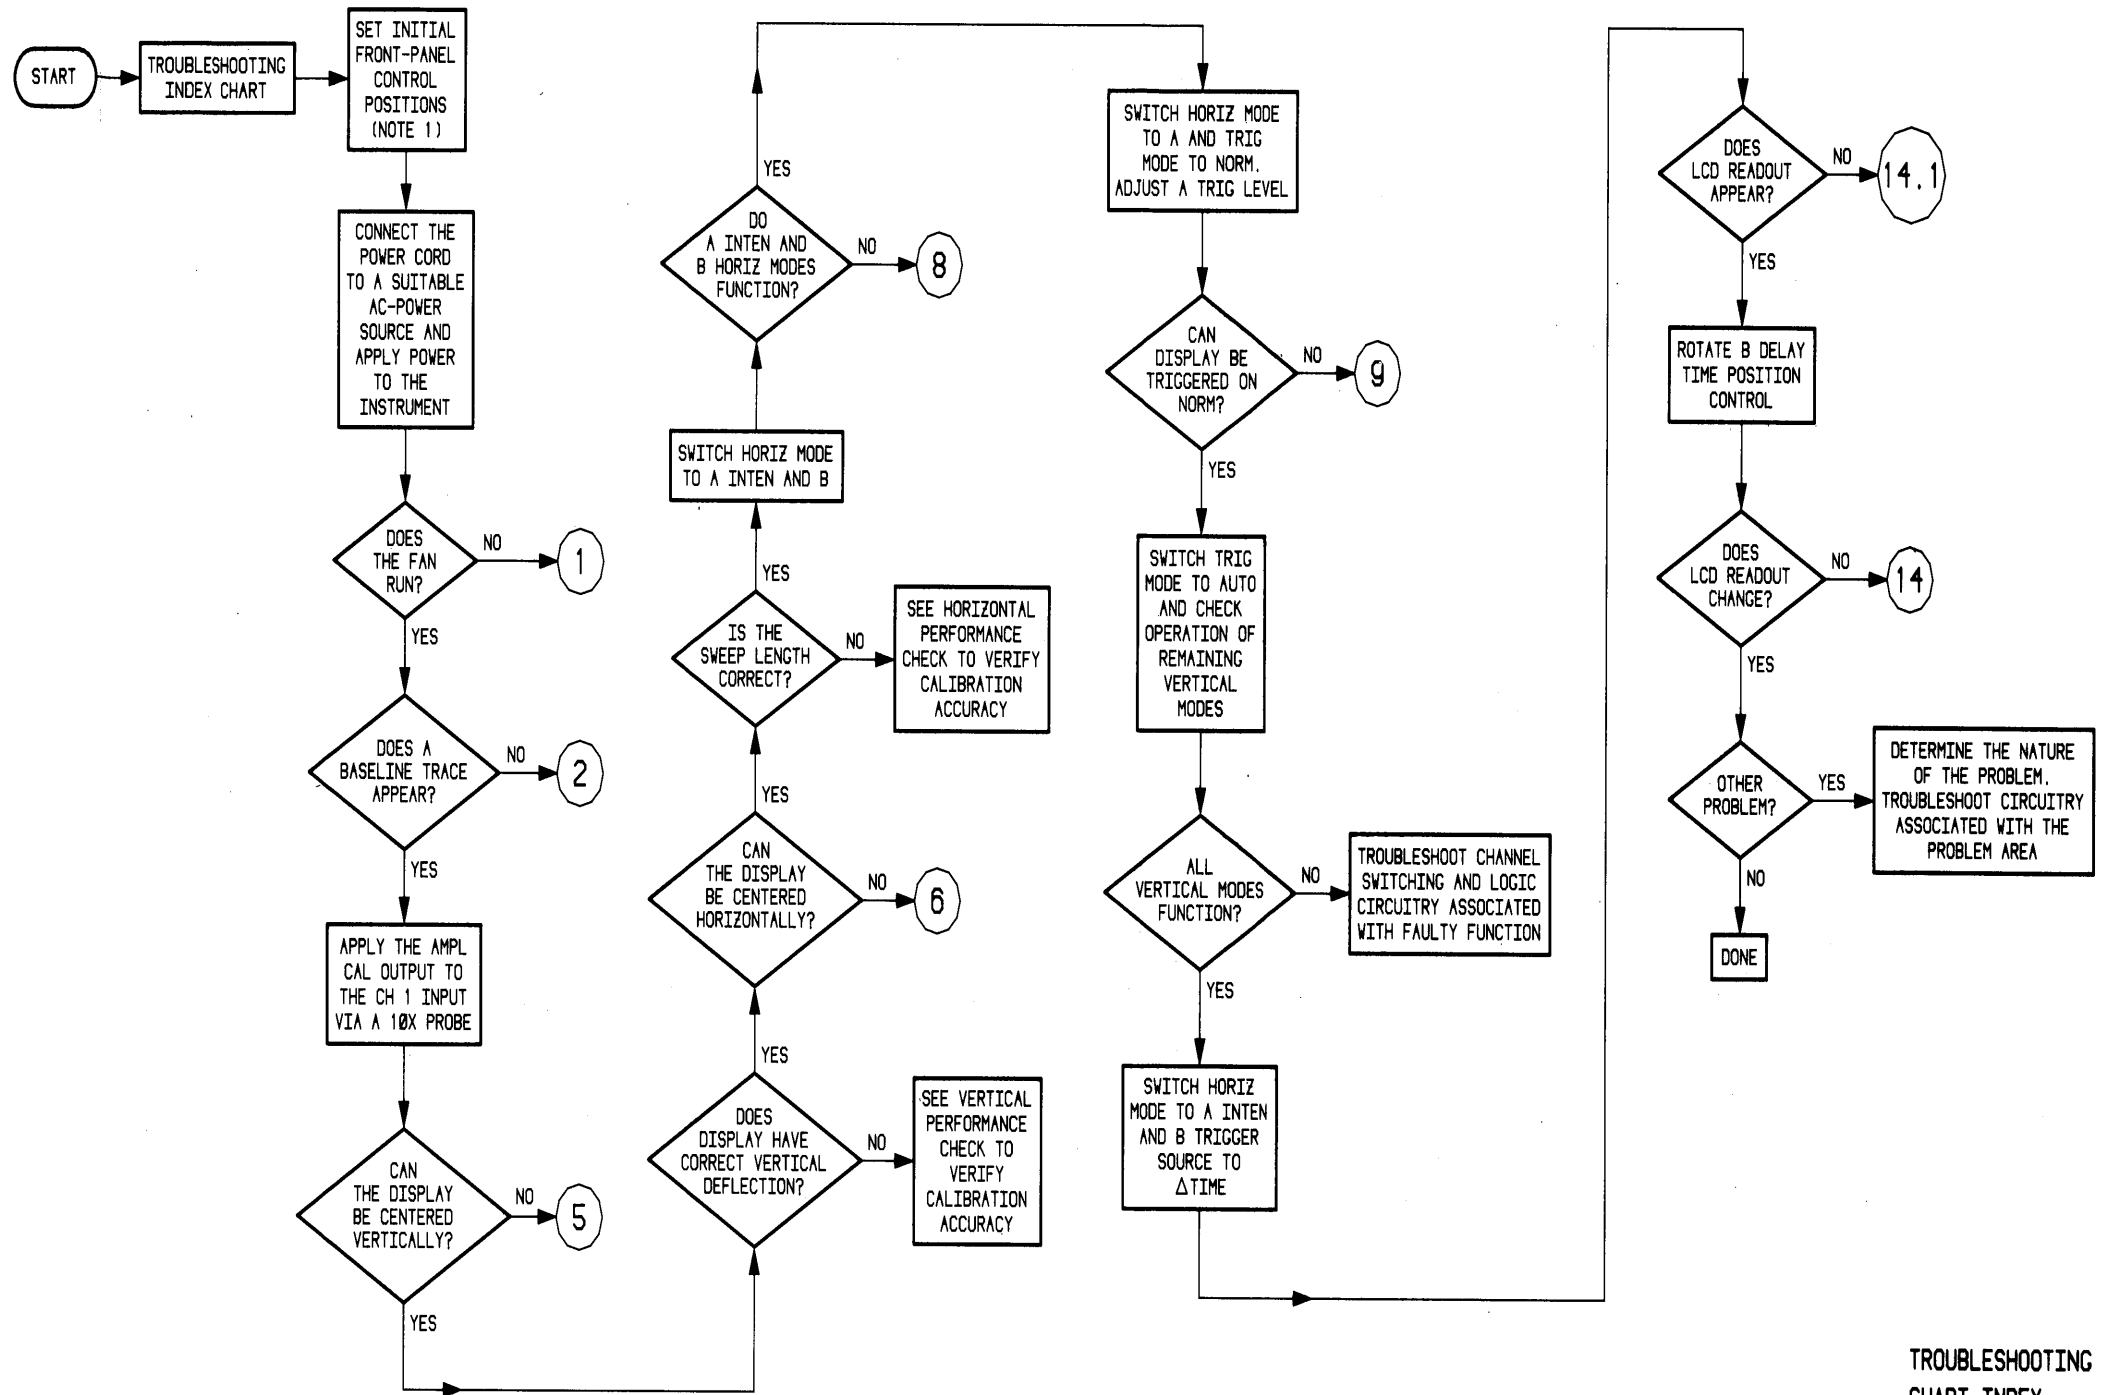 START
TROUBLESHOOTING
INDEX CHART
SET INITIAL
FRONT-PANEL
CONTROL
POSITIONS
(NOTE 1)
CONNECT THE
POWER CORD
TO A SUITABLE
AC-POWER
SOURCE AND
APPLY POWER
TO THE
INSTRUMENT
DOES
THE FAN
RUN?
NO
1
YES
DOES A
BASELINE TRACE
APPEAR?
NO
2
YES
APPLY THE AMPL
CAL OUTPUT TO
THE CH 1 INPUT
VIA A 10X PROBE
CAN
THE DISPLAY
BE CENTERED
VERTICALLY?
NO
5
YES
DOES
DISPLAY HAVE
CORRECT VERTICAL
DEFLECTION?
NO
SEE VERTICAL
PERFORMANCE
CHECK TO
VERIFY
CALIBRATION
ACCURACY
YES
CAN
THE DISPLAY
BE CENTERED
HORIZONTALLY?
NO
6
YES
IS THE
SWEEP LENGTH
CORRECT?
NO
SEE HORIZONTAL
PERFORMANCE
CHECK TO VERIFY
CALIBRATION
ACCURACY
YES
SWITCH HORIZ MODE
TO A INTEN AND B
DO
A INTEN AND
B HORIZ MODES
FUNCTION?
NO
8
YES
SWITCH HORIZ MODE
TO A AND TRIG
MODE TO NORM.
ADJUST A TRIG LEVEL
CAN
DISPLAY BE
TRIGGERED ON
NORM?
NO
9
YES
SWITCH TRIG
MODE TO AUTO
AND CHECK
OPERATION OF
REMAINING
VERTICAL
MODES
ALL
VERTICAL MODES
FUNCTION?
NO
TROUBLESHOOT CHANNEL
SWITCHING AND LOGIC
CIRCUITRY ASSOCIATED
WITH FAULTY FUNCTION
YES
SWITCH HORIZ
MODE TO A INTEN
AND B TRIGGER
SOURCE TO
ΔTIME
DOES
LCD READOUT
APPEAR?
NO
14.1
YES
ROTATE B DELAY
TIME POSITION
CONTROL
DOES
LCD READOUT
CHANGE?
NO
14
YES
OTHER
PROBLEM?
YES
DETERMINE THE NATURE
OF THE PROBLEM.
TROUBLESHOOT CIRCUITRY
ASSOCIATED WITH THE
PROBLEM AREA
NO
DONE
TROUBLESHOOTING
CHART INDEX